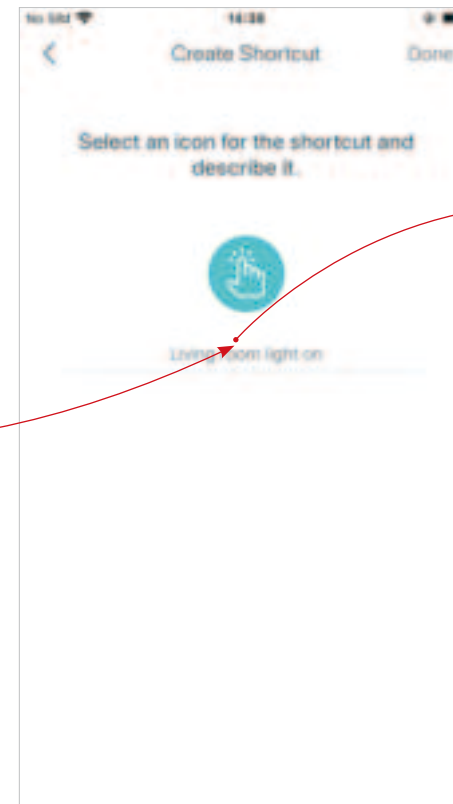 No SIM 16:38
Create Shortcut Done
Select an icon for the shortcut and
describe it.
Living room light on